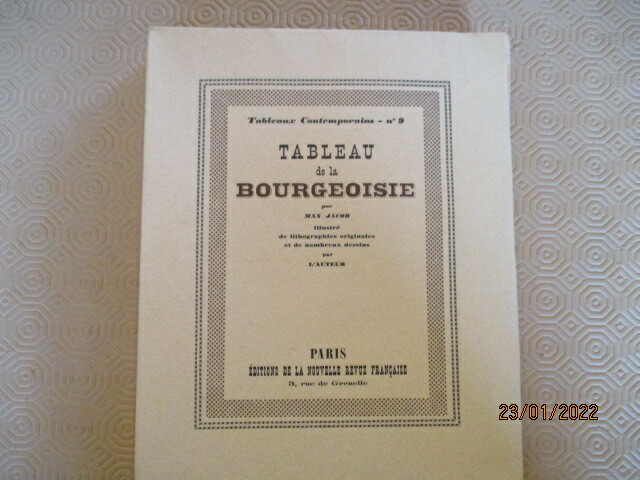 Tableaux Contemporains - nº 9
TABLEAU
de la
BOURGEOISIE
par
MAX JACOB
Illustré
de lithographies originales
et de nombreux dessins
par
L'AUTEUR
PARIS
ÉDITIONS DE LA NOUVELLE REVUE FRANÇAISE
3, rue de Grenelle
23/01/2022